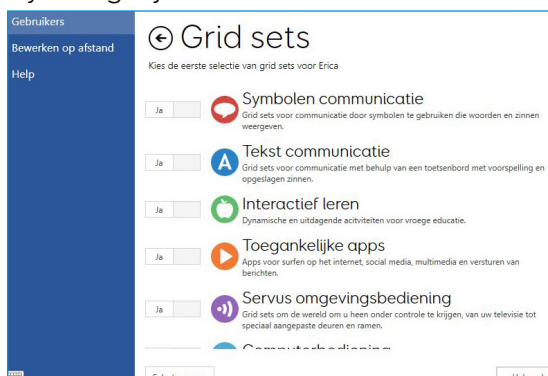 Gebruikers
Bewerken op afstand
Help
Grid sets
Kies de eerste selectie van grid sets voor Erica
Ja
Symbolen communicatie
Grid sets voor communicatie door symbolen te gebruiken die woorden en zinnen
weergeven.
Ja
Tekst communicatie
Grid sets voor communicatie met behulp van een toetsenbord met voorspelling en
opgeslagen zinnen.
Ja
Interactief leren
Dynamische en uitdagende acitviteiten voor vroege educatie.
Ja
Toegankelijke apps
Apps voor surfen op het internet, social media, multimedia en versturen van
berichten.
Ja
Servus omgevingsbediening
Grid sets om de wereld om u heen onder controle te krijgen, van uw televisie tot
speciaal aangepaste deuren en ramen.
Computerbediening